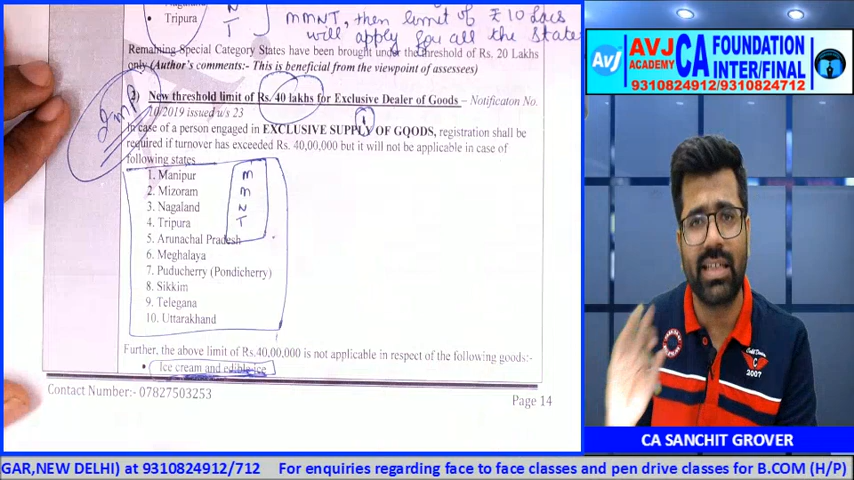 Nagaland
• Tripura
N
T
MMNT, then limit of ₹10 Lacs
will apply for all the State
Remaining Special Category States have been brought under the threshold of Rs. 20 Lakhs
only (Author's comments:- This is beneficial from the viewpoint of assessees)
Imp
3) New threshold limit of Rs. 40 lakhs for Exclusive Dealer of Goods – Notificaton No.
10/2019 issued u/s 23
In case of a person engaged in EXCLUSIVE SUPPLY OF GOODS, registration shall be
required if turnover has exceeded Rs. 40,00,000 but it will not be applicable in case of
following states
1. Manipur M
2. Mizoram M
3. Nagaland N
4. Tripura T
5. Arunachal Pradesh
6. Meghalaya
7. Puducherry (Pondicherry)
8. Sikkim
9. Telegana
10. Uttarakhand
Further, the above limit of Rs.40,00,000 is not applicable in respect of the following goods:-
• Ice cream and edible ice
Contact Number:- 07827503253
Page 14
AVJ
AVJ ACADEMY
CA FOUNDATION
INTER/FINAL
9310824912/9310824712
2007
CA SANCHIT GROVER
GAR,NEW DELHI) at 9310824912/712 For enquiries regarding face to face classes and pen drive classes for B.COM (H/P)